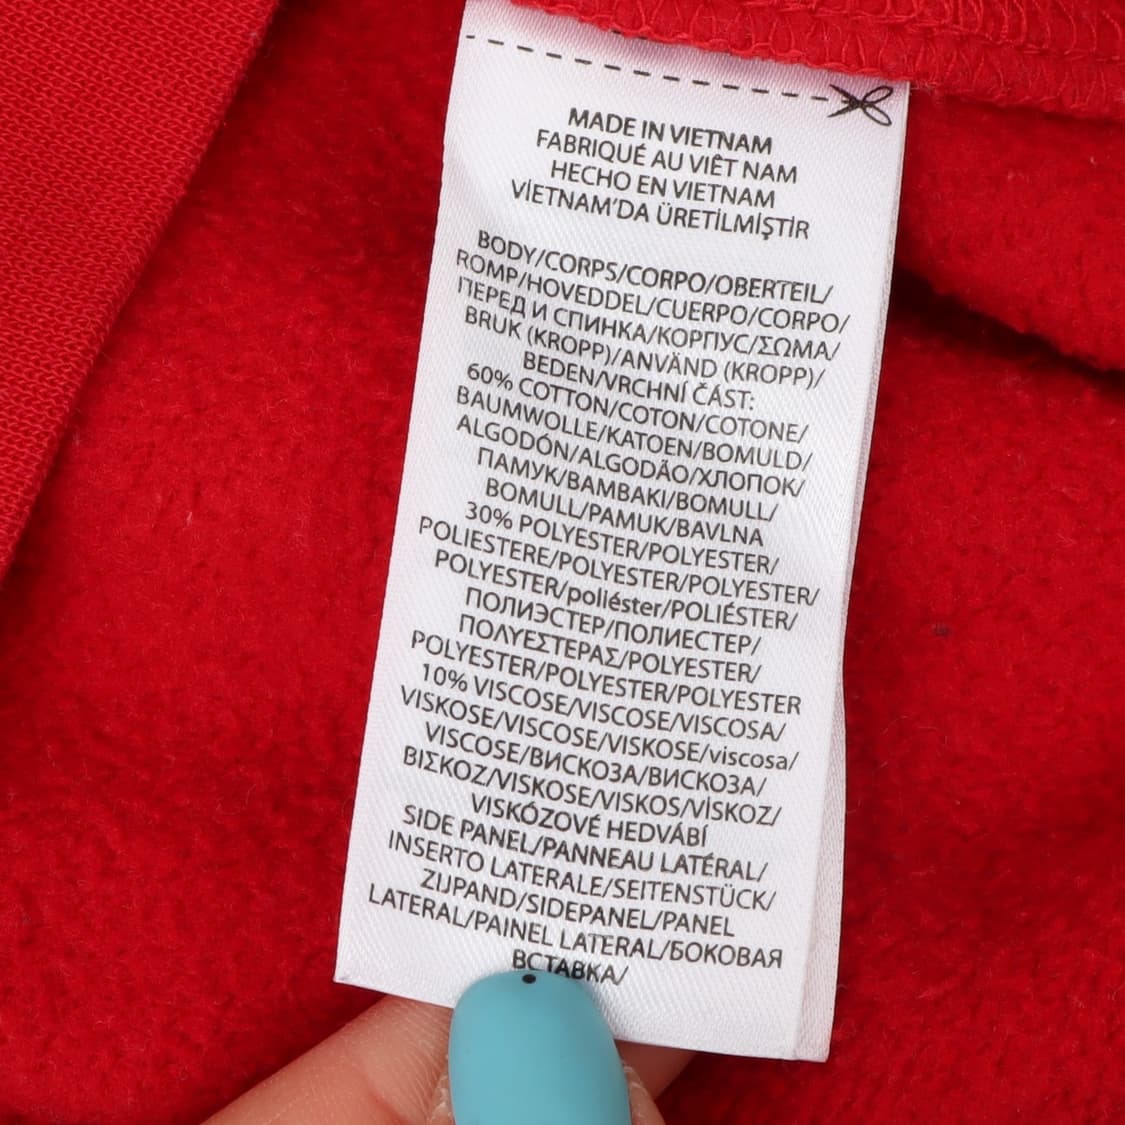 MADE IN VIETNAM
FABRIQUÉ AU VIÊT NAM
HECHO EN VIETNAM
VİETNAM'DA ÜRETİLMİŞTİR
BODY/CORPS/CORPO/OBERTEIL/
ROMP/HOVEDDEL/CUERPO/CORPO/
ПЕРЕД И СПИНКА/КОРПУС/ΣΩΜΑ/
BRUK (KROPP)/ANVÄND (KROPP)/
BEDEN/VRCHNÍ ČÁST:
60% COTTON/COTON/COTONE/
BAUMWOLLE/KATOEN/BOMULD/
ALGODÓN/ALGODÃO/ХЛОПОК/
ПАМУК/ΒΑΜΒΑΚΙ/BOMULL/
BOMULL/PAMUK/BAVLNA
30% POLYESTER/POLYESTER/
POLIESTERE/POLYESTER/POLYESTER/
POLYESTER/poliéster/POLIÉSTER/
ПОЛИЭСТЕР/ПОЛИЕСТЕР/
ΠΟΛΥΕΣΤΕΡΑΣ/POLYESTER/
POLYESTER/POLYESTER/POLYESTER
10% VISCOSE/VISCOSE/VISCOSA/
VISKOSE/VISCOSE/VISKOSE/viscosa/
VISCOSE/ВИСКОЗА/ВИСКОЗА/
ΒΙΣΚΟΖ/VISKOSE/VISKOS/VİSKOZ/
VISKÓZOVÉ HEDVÁBÍ
SIDE PANEL/PANNEAU LATÉRAL/
INSERTO LATERALE/SEITENSTÜCK/
ZIJPAND/SIDEPANEL/PANEL
LATERAL/PAINEL LATERAL/БОКОВАЯ
ВСТАВКА/